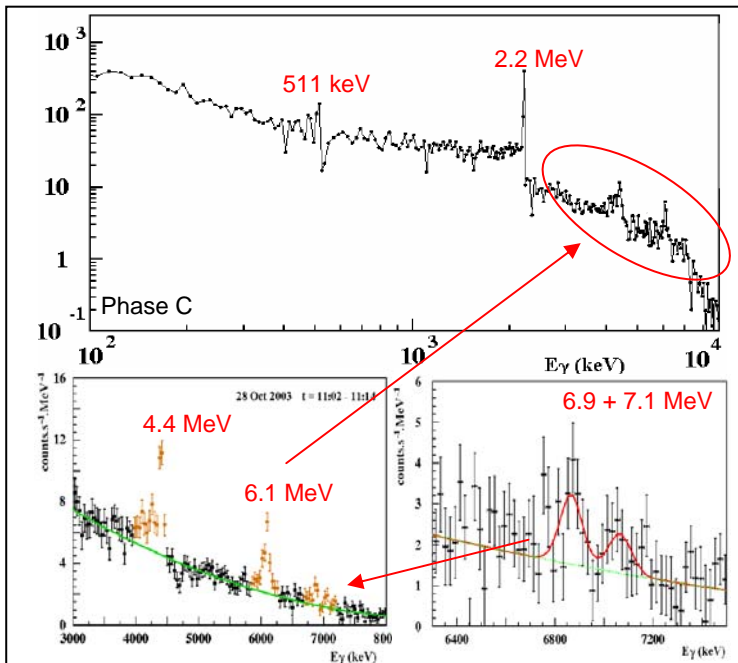 10 3
10 2
10
1
10 -1
511 keV
2.2 MeV
Phase C
10 2
10 3
10 4
Eγ (keV)
counts.s⁻¹.MeV⁻¹
16
12
8
4
0
28 Oct 2003 t = 11:02 - 11:14
4.4 MeV
6.1 MeV
3000 4000 5000 6000 7000 800
Eγ (keV)
counts.s⁻¹.MeV⁻¹
6
5
4
3
2
1
0
6.9 + 7.1 MeV
6400 6800 7200
Eγ (keV)